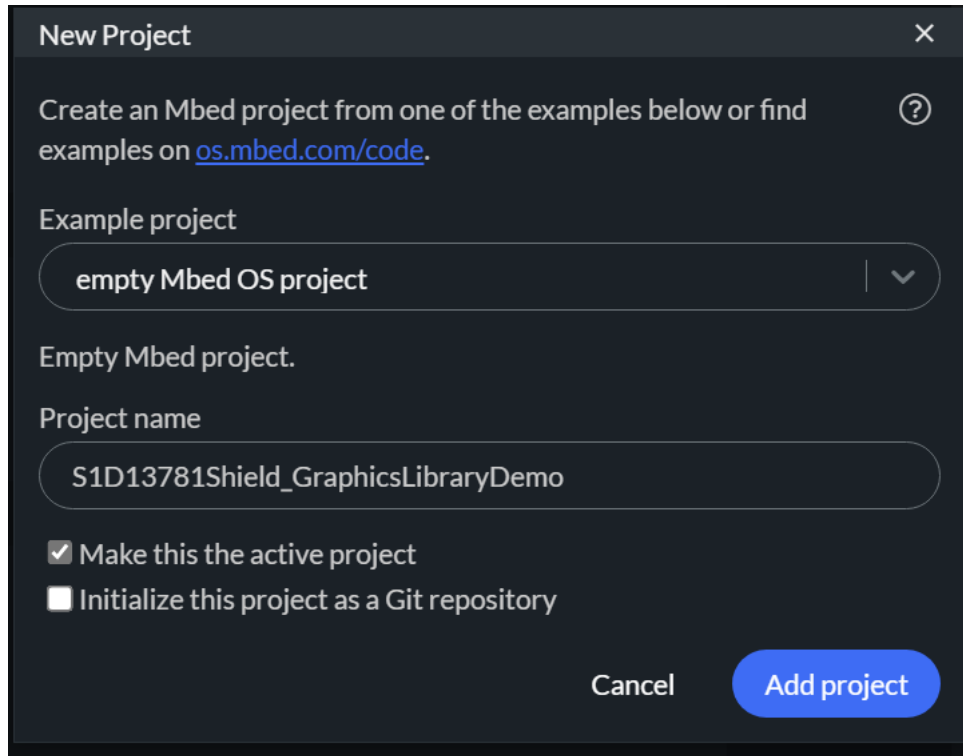 New Project
Create an Mbed project from one of the examples below or find
examples on os.mbed.com/code.
Example project
empty Mbed OS project
Empty Mbed project.
Project name
S1D13781Shield_GraphicsLibraryDemo
Make this the active project
Initialize this project as a Git repository
Cancel Add project